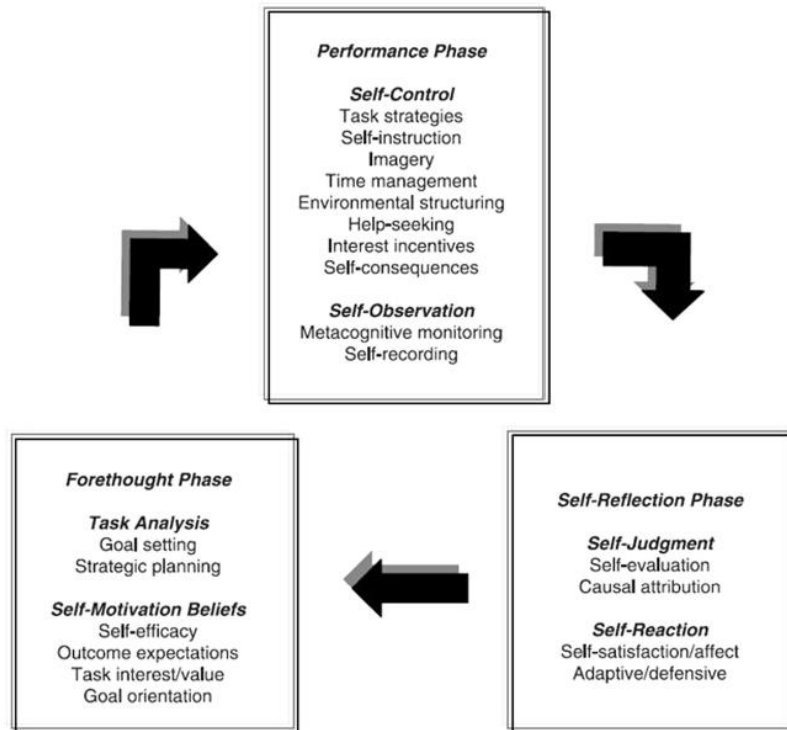 Performance Phase
Self-Control
Task strategies
Self-instruction
Imagery
Time management
Environmental structuring
Help-seeking
Interest incentives
Self-consequences
Self-Observation
Metacognitive monitoring
Self-recording
Forethought Phase
Task Analysis
Goal setting
Strategic planning
Self-Motivation Beliefs
Self-efficacy
Outcome expectations
Task interest/value
Goal orientation
Self-Reflection Phase
Self-Judgment
Self-evaluation
Causal attribution
Self-Reaction
Self-satisfaction/affect
Adaptive/defensive